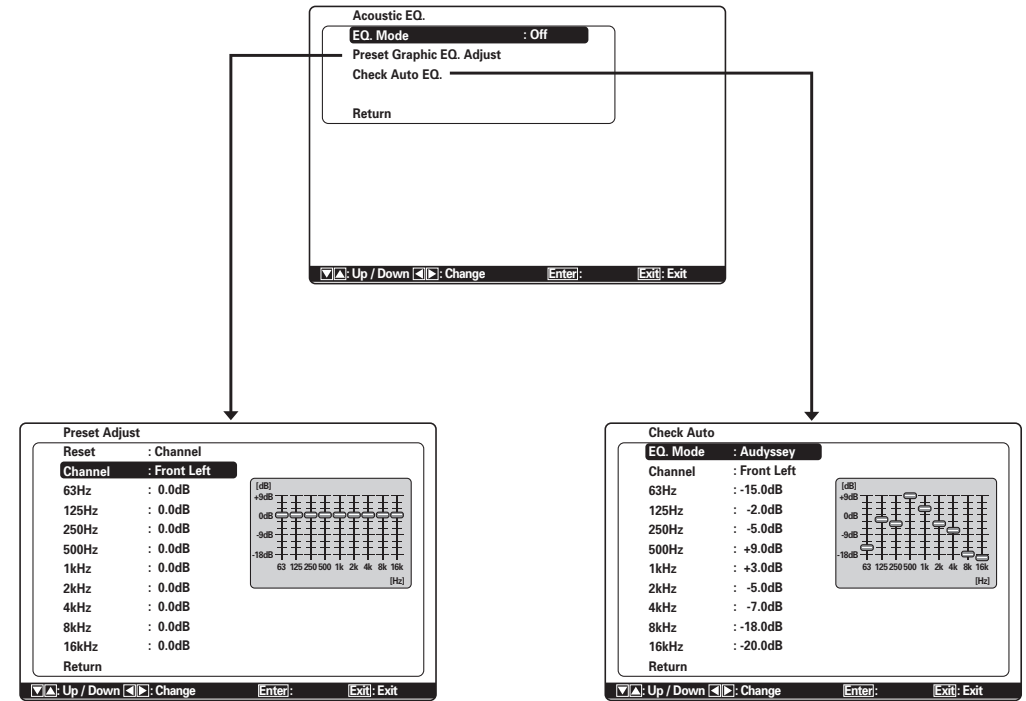 Acoustic EQ.
EQ. Mode : Off
Preset Graphic EQ. Adjust
Check Auto EQ.
Return
▼▲: Up / Down ◀▶: Change Enter: Exit: Exit
Preset Adjust
Reset : Channel
Channel : Front Left
63Hz : 0.0dB
125Hz : 0.0dB
250Hz : 0.0dB
500Hz : 0.0dB
1kHz : 0.0dB
2kHz : 0.0dB
4kHz : 0.0dB
8kHz : 0.0dB
16kHz : 0.0dB
Return
[dB]
+9dB
0dB
-9dB
-18dB
63 125 250 500 1k 2k 4k 8k 16k
[Hz]
▼▲: Up / Down ◀▶: Change Enter: Exit: Exit
Check Auto
EQ. Mode : Audyssey
Channel : Front Left
63Hz : -15.0dB
125Hz : -2.0dB
250Hz : -5.0dB
500Hz : +9.0dB
1kHz : +3.0dB
2kHz : -5.0dB
4kHz : -7.0dB
8kHz : -18.0dB
16kHz : -20.0dB
Return
[dB]
+9dB
0dB
-9dB
-18dB
63 125 250 500 1k 2k 4k 8k 16k
[Hz]
▼▲: Up / Down ◀▶: Change Enter: Exit: Exit